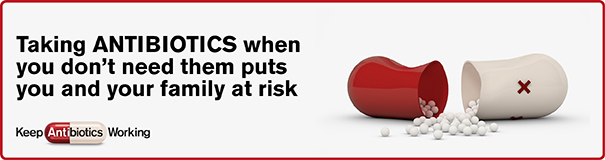 Taking ANTIBIOTICS when
you don’t need them puts
you and your family at risk
Keep Antibiotics Working